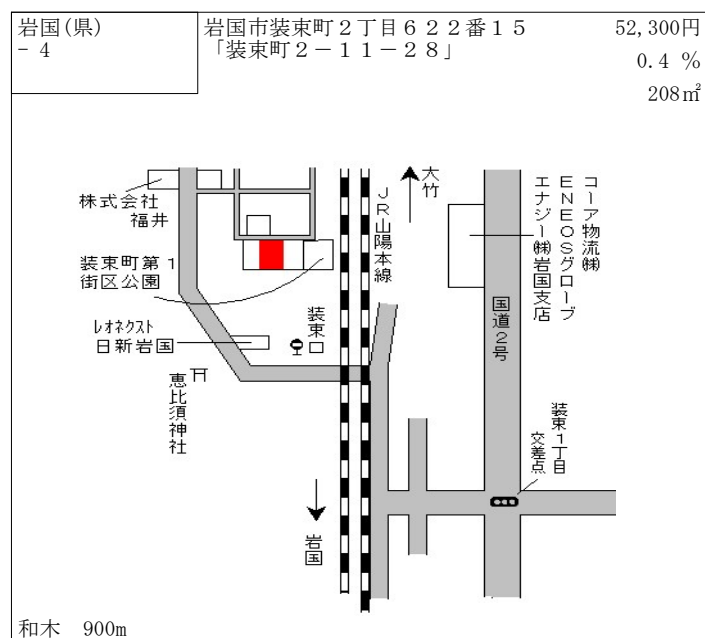 岩国(県)
- 4
岩国市装束町２丁目６２２番１５
「装束町２－１１－２８」
52,300円
0.4 %
208㎡
株式会社
福井
装束町第１
街区公園
レオネクスト
日新岩国
恵比須神社
装束口
ＪＲ山陽本線
大竹
岩国
コーア物流㈱
ＥＮＥＯＳグローブ
エナジー㈱岩国支店
国道２号
装束１丁目
交差点
和木　900m